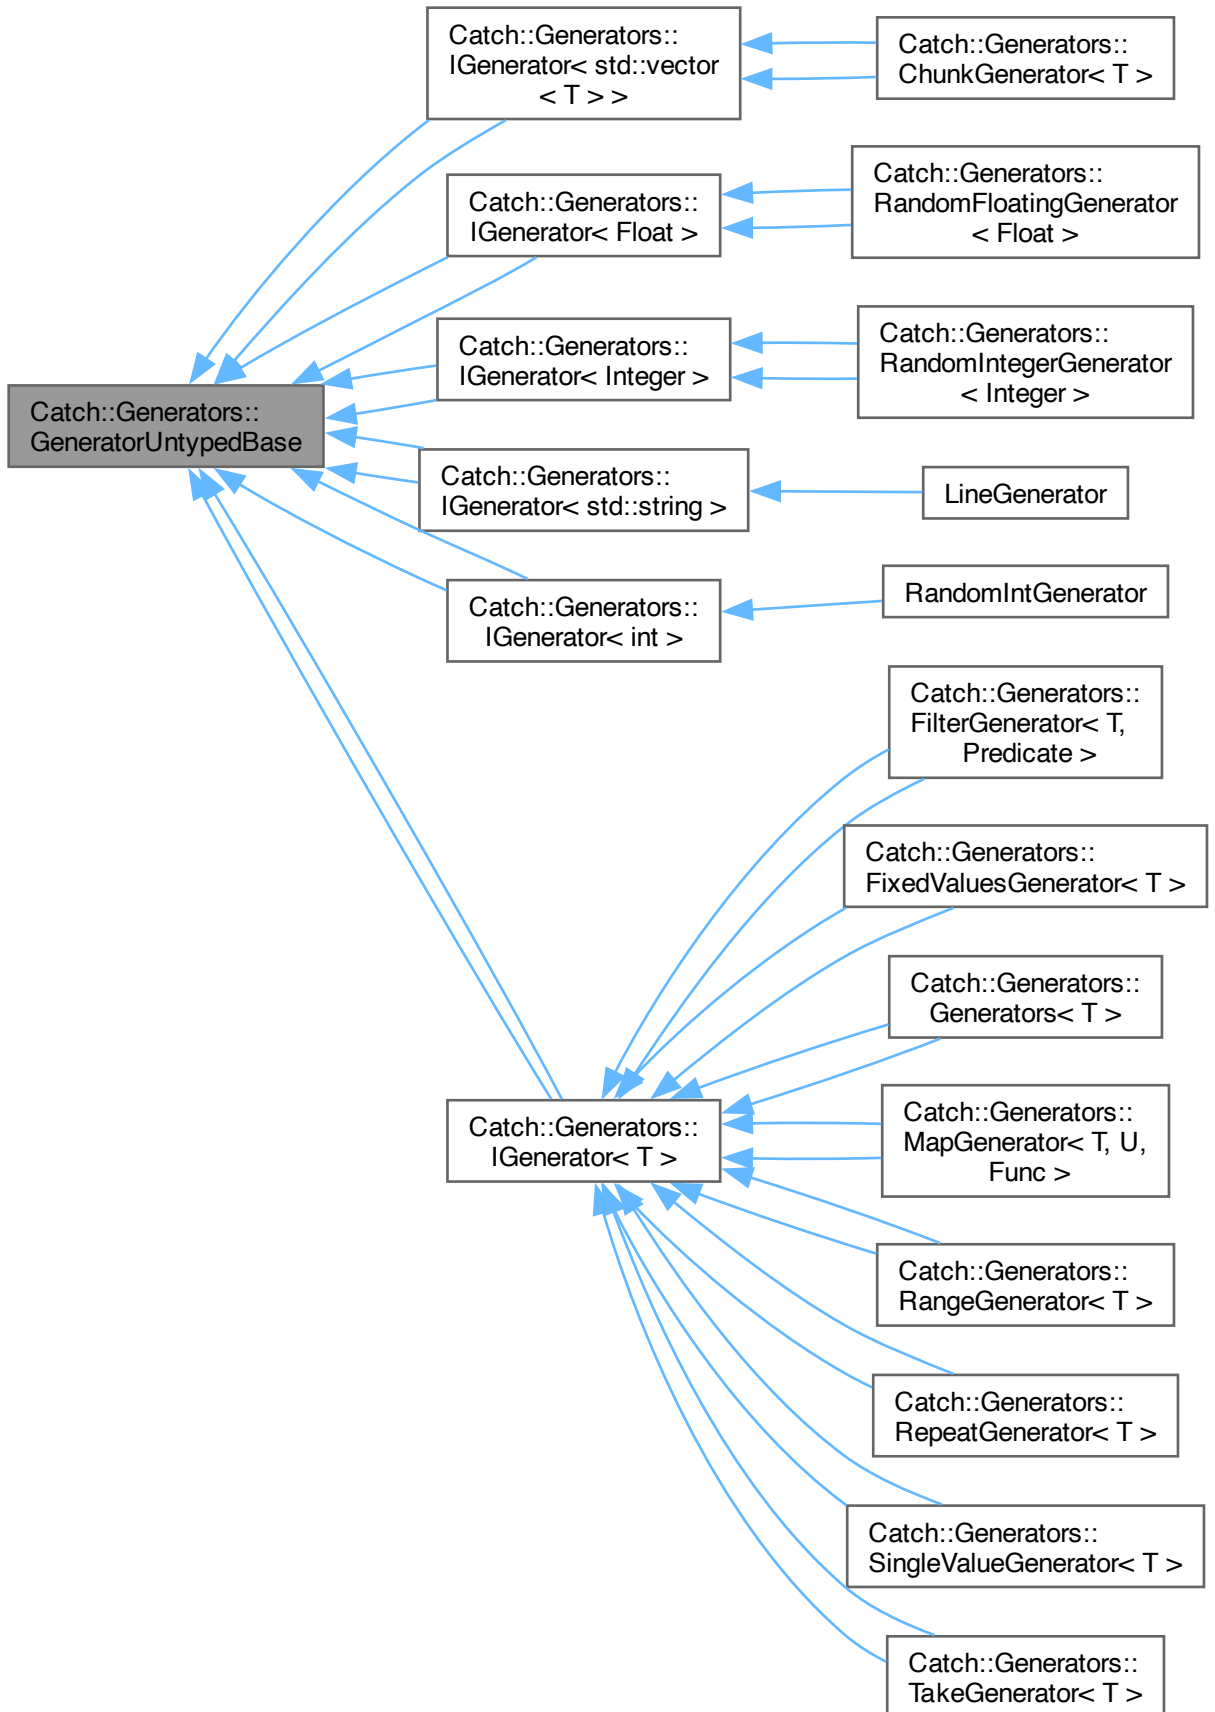 Catch::Generators::
IGenerator< std::vector
< T > >
Catch::Generators::
ChunkGenerator< T >
Catch::Generators::
IGenerator< Float >
Catch::Generators::
RandomFloatingGenerator
< Float >
Catch::Generators::
IGenerator< Integer >
Catch::Generators::
RandomIntegerGenerator
< Integer >
Catch::Generators::
GeneratorUntypedBase
Catch::Generators::
IGenerator< std::string >
LineGenerator
Catch::Generators::
IGenerator< int >
RandomIntGenerator
Catch::Generators::
FilterGenerator< T,
Predicate >
Catch::Generators::
FixedValuesGenerator< T >
Catch::Generators::
Generators< T >
Catch::Generators::
IGenerator< T >
Catch::Generators::
MapGenerator< T, U,
Func >
Catch::Generators::
RangeGenerator< T >
Catch::Generators::
RepeatGenerator< T >
Catch::Generators::
SingleValueGenerator< T >
Catch::Generators::
TakeGenerator< T >